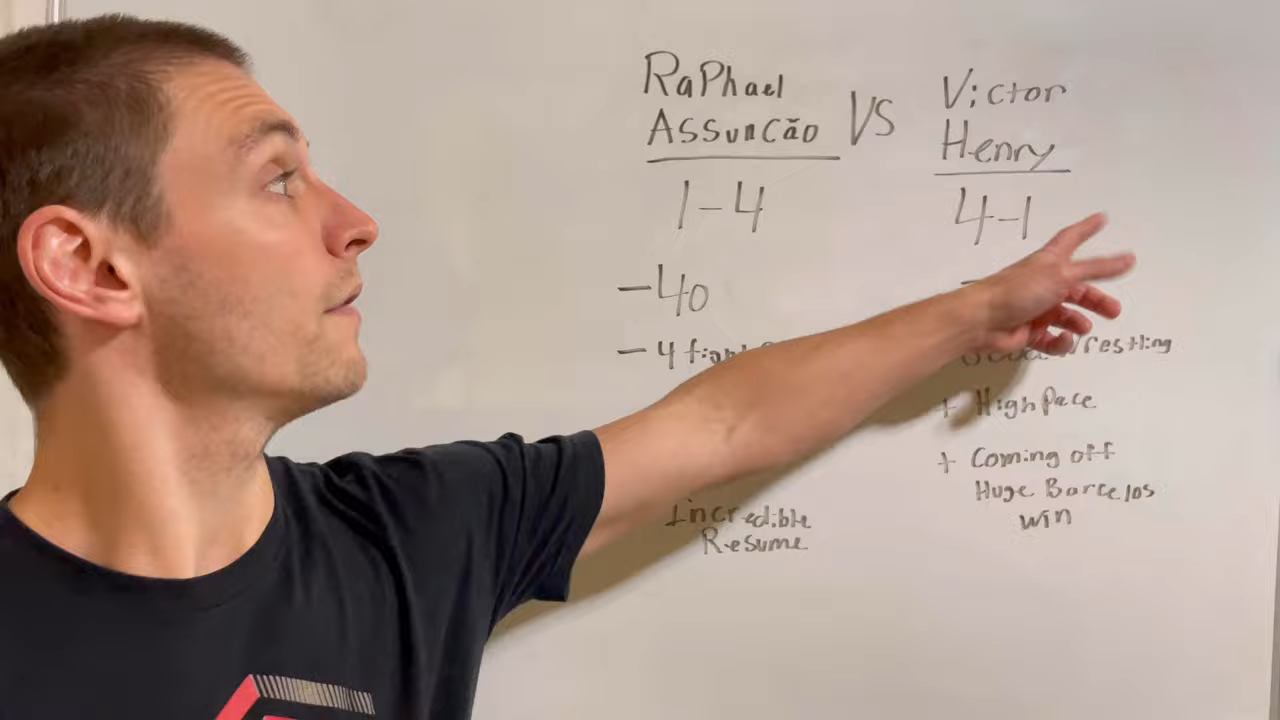 RaPhael
ASSunção
VS
Victor
Henry
1-4
4-1
-40
- 4
Wrestling
+ High Pace
+ Coming off
Huge Barcelos
win
Incredible
Resume